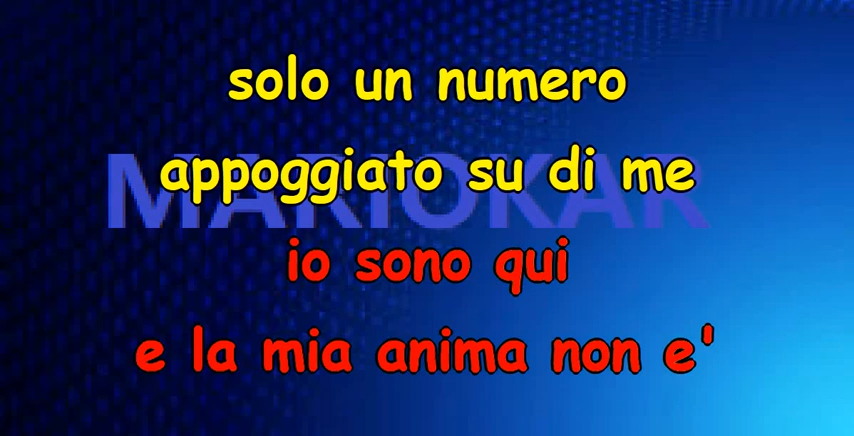 solo un numero
MARIOKAR
appoggiato su di me
io sono qui
e la mia anima non e'